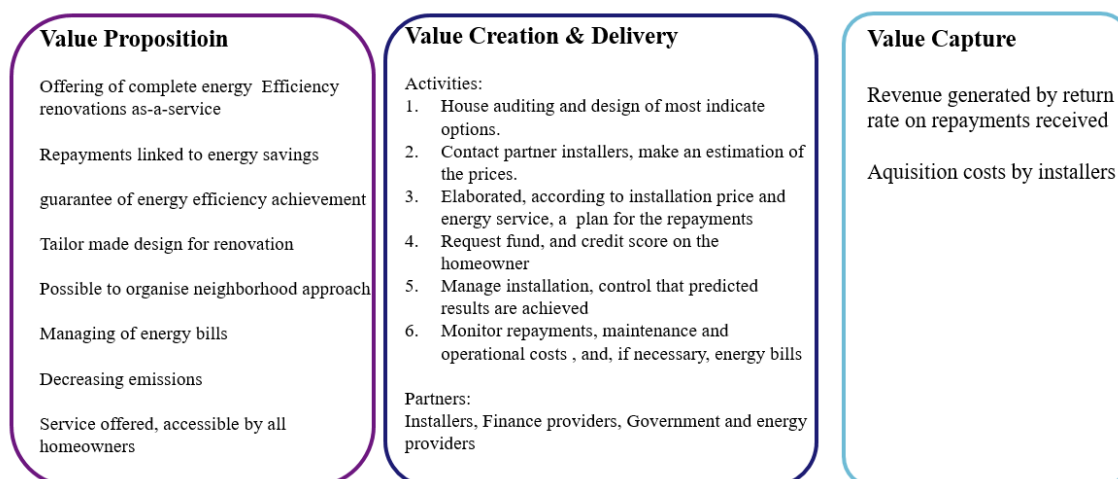 Value Propositioin
Offering of complete energy Efficiency
renovations as-a-service
Repayments linked to energy savings
guarantee of energy efficiency achievement
Tailor made design for renovation
Possible to organise neighborhood approach
Managing of energy bills
Decreasing emissions
Service offered, accessible by all
homeowners
Value Creation & Delivery
Activities:
1. House auditing and design of most indicate
options.
2. Contact partner installers, make an estimation of
the prices.
3. Elaborated, according to installation price and
energy service, a plan for the repayments
4. Request fund, and credit score on the
homeowner
5. Manage installation, control that predicted
results are achieved
6. Monitor repayments, maintenance and
operational costs , and, if necessary, energy bills
Partners:
Installers, Finance providers, Government and energy
providers
Value Capture
Revenue generated by return
rate on repayments received
Aquisition costs by installers